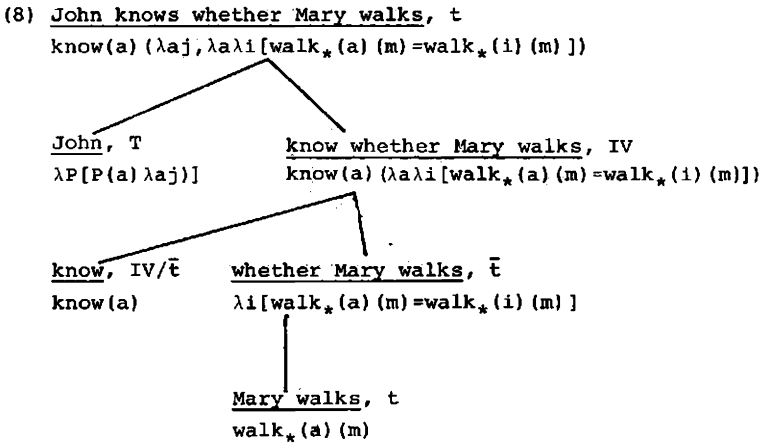 (8) John knows whether Mary walks, t
know(a)(λaj,λaλi[walk*(a)(m)=walk*(i)(m)])
John, T know whether Mary walks, IV
λP[P(a)λaj)] know(a)(λaλi[walk*(a)(m)=walk*(i)(m)])
know, IV/t̄ whether Mary walks, t̄
know(a) λi[walk*(a)(m)=walk*(i)(m)]
Mary walks, t
walk*(a)(m)